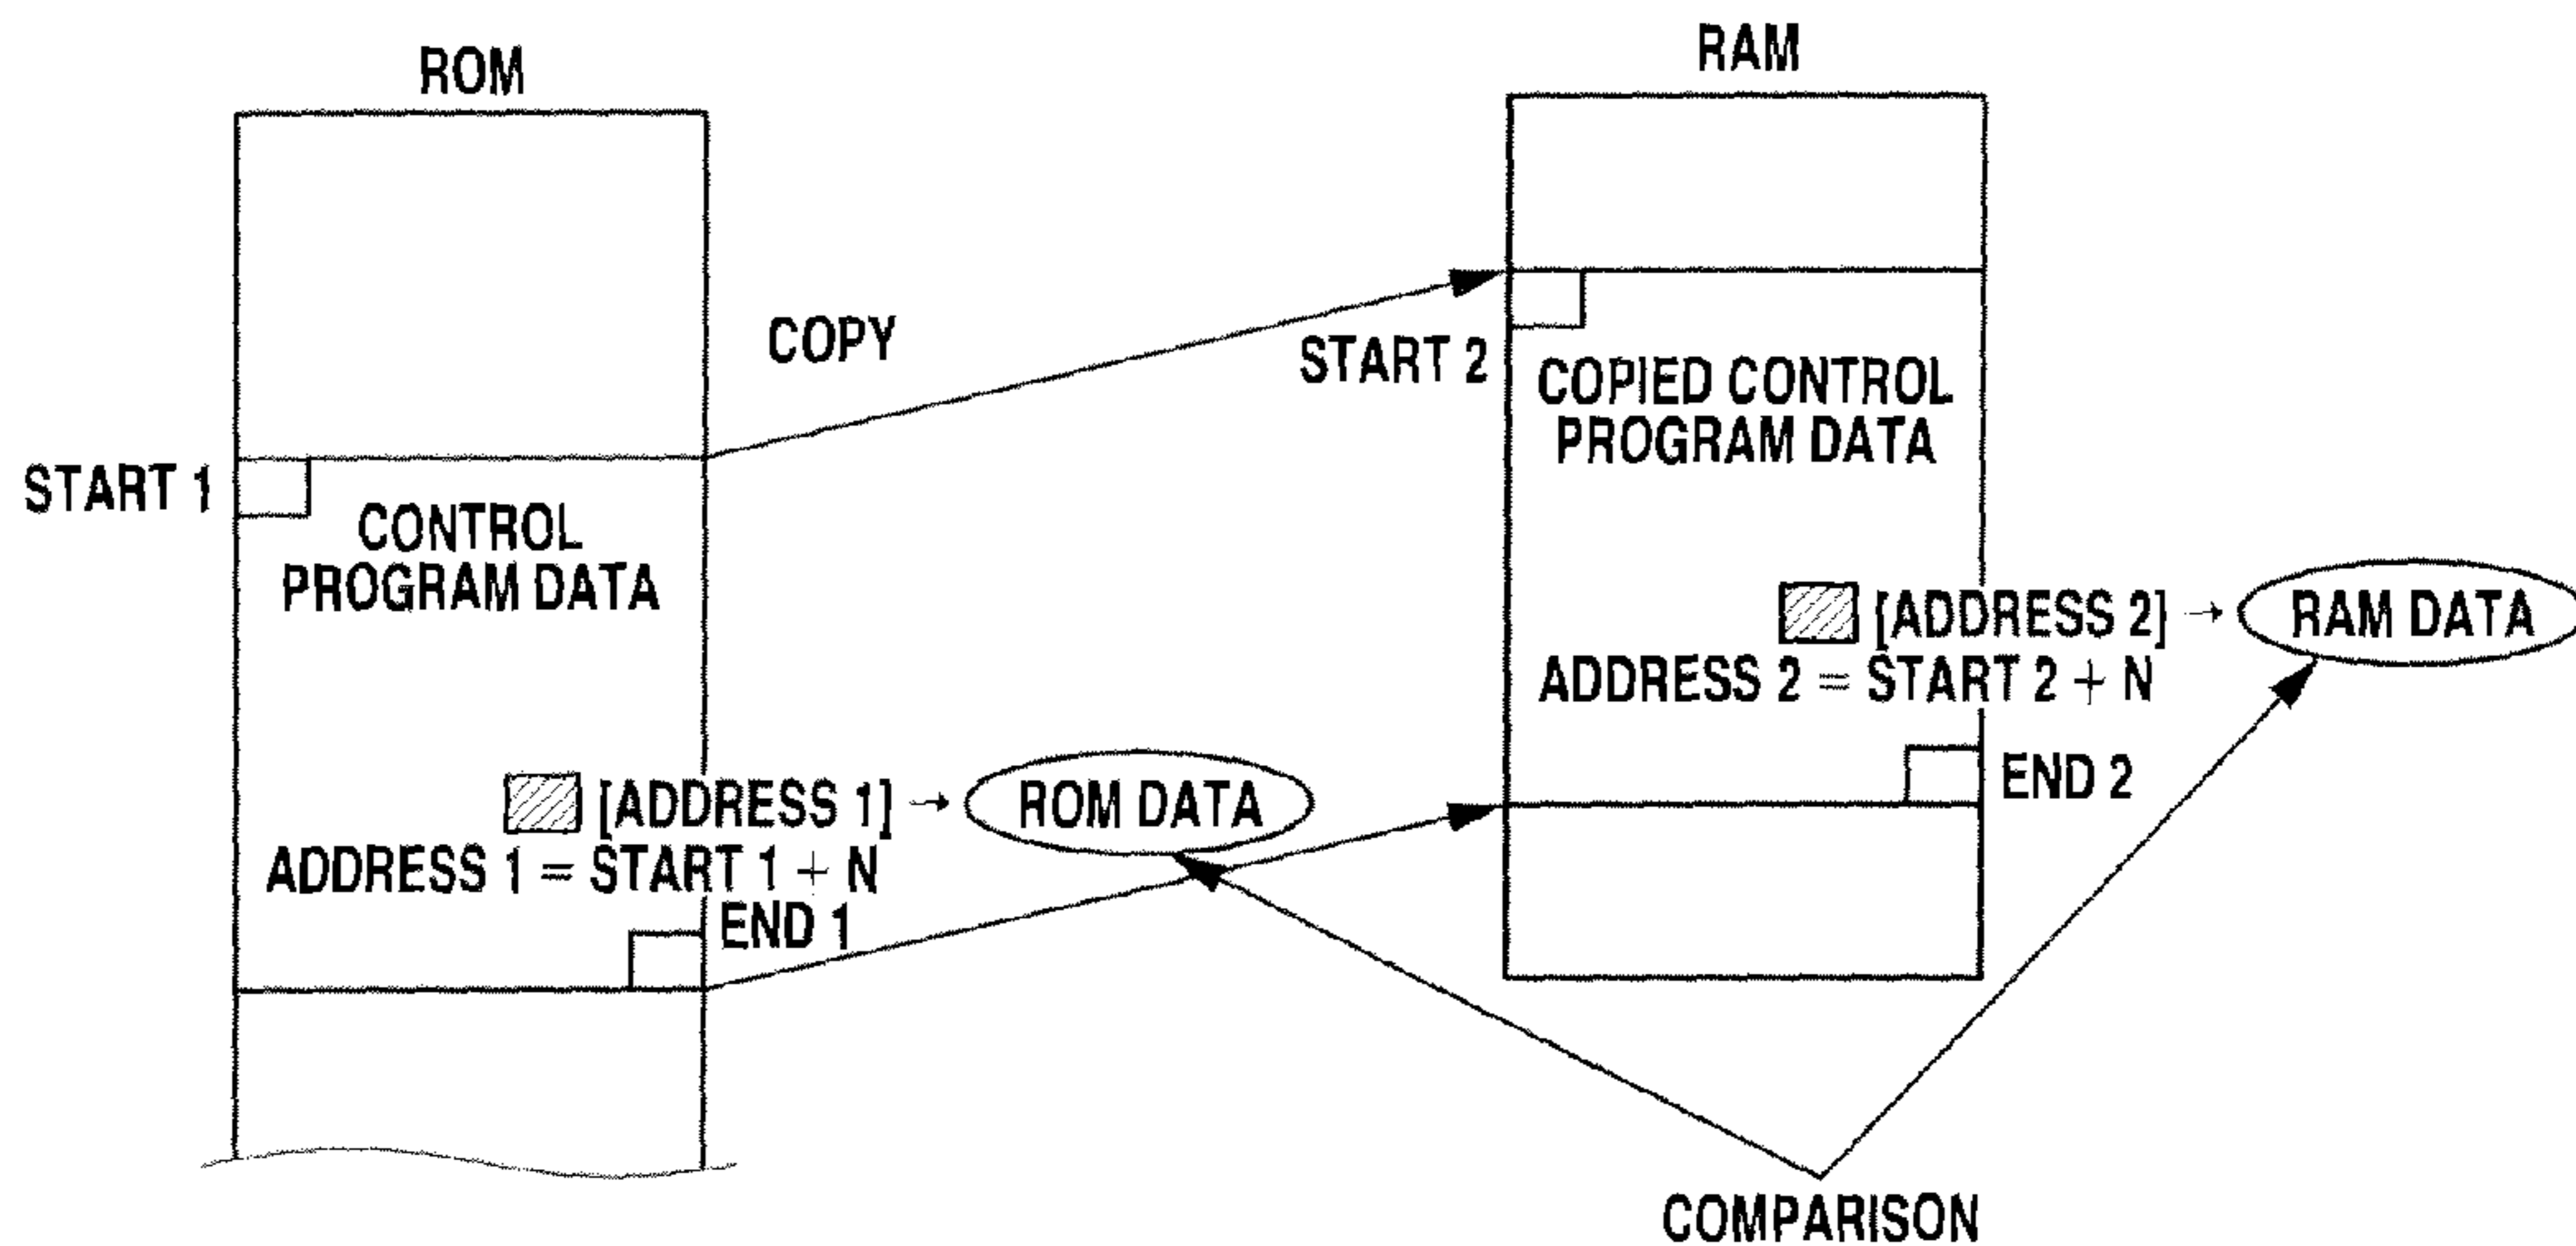 ROM
RAM
COPY
START 1
CONTROL
PROGRAM DATA
START 2
COPIED CONTROL
PROGRAM DATA
[ADDRESS 2] → RAM DATA
ADDRESS 2 = START 2 + N
END 2
[ADDRESS 1] → ROM DATA
ADDRESS 1 = START 1 + N
END 1
COMPARISON